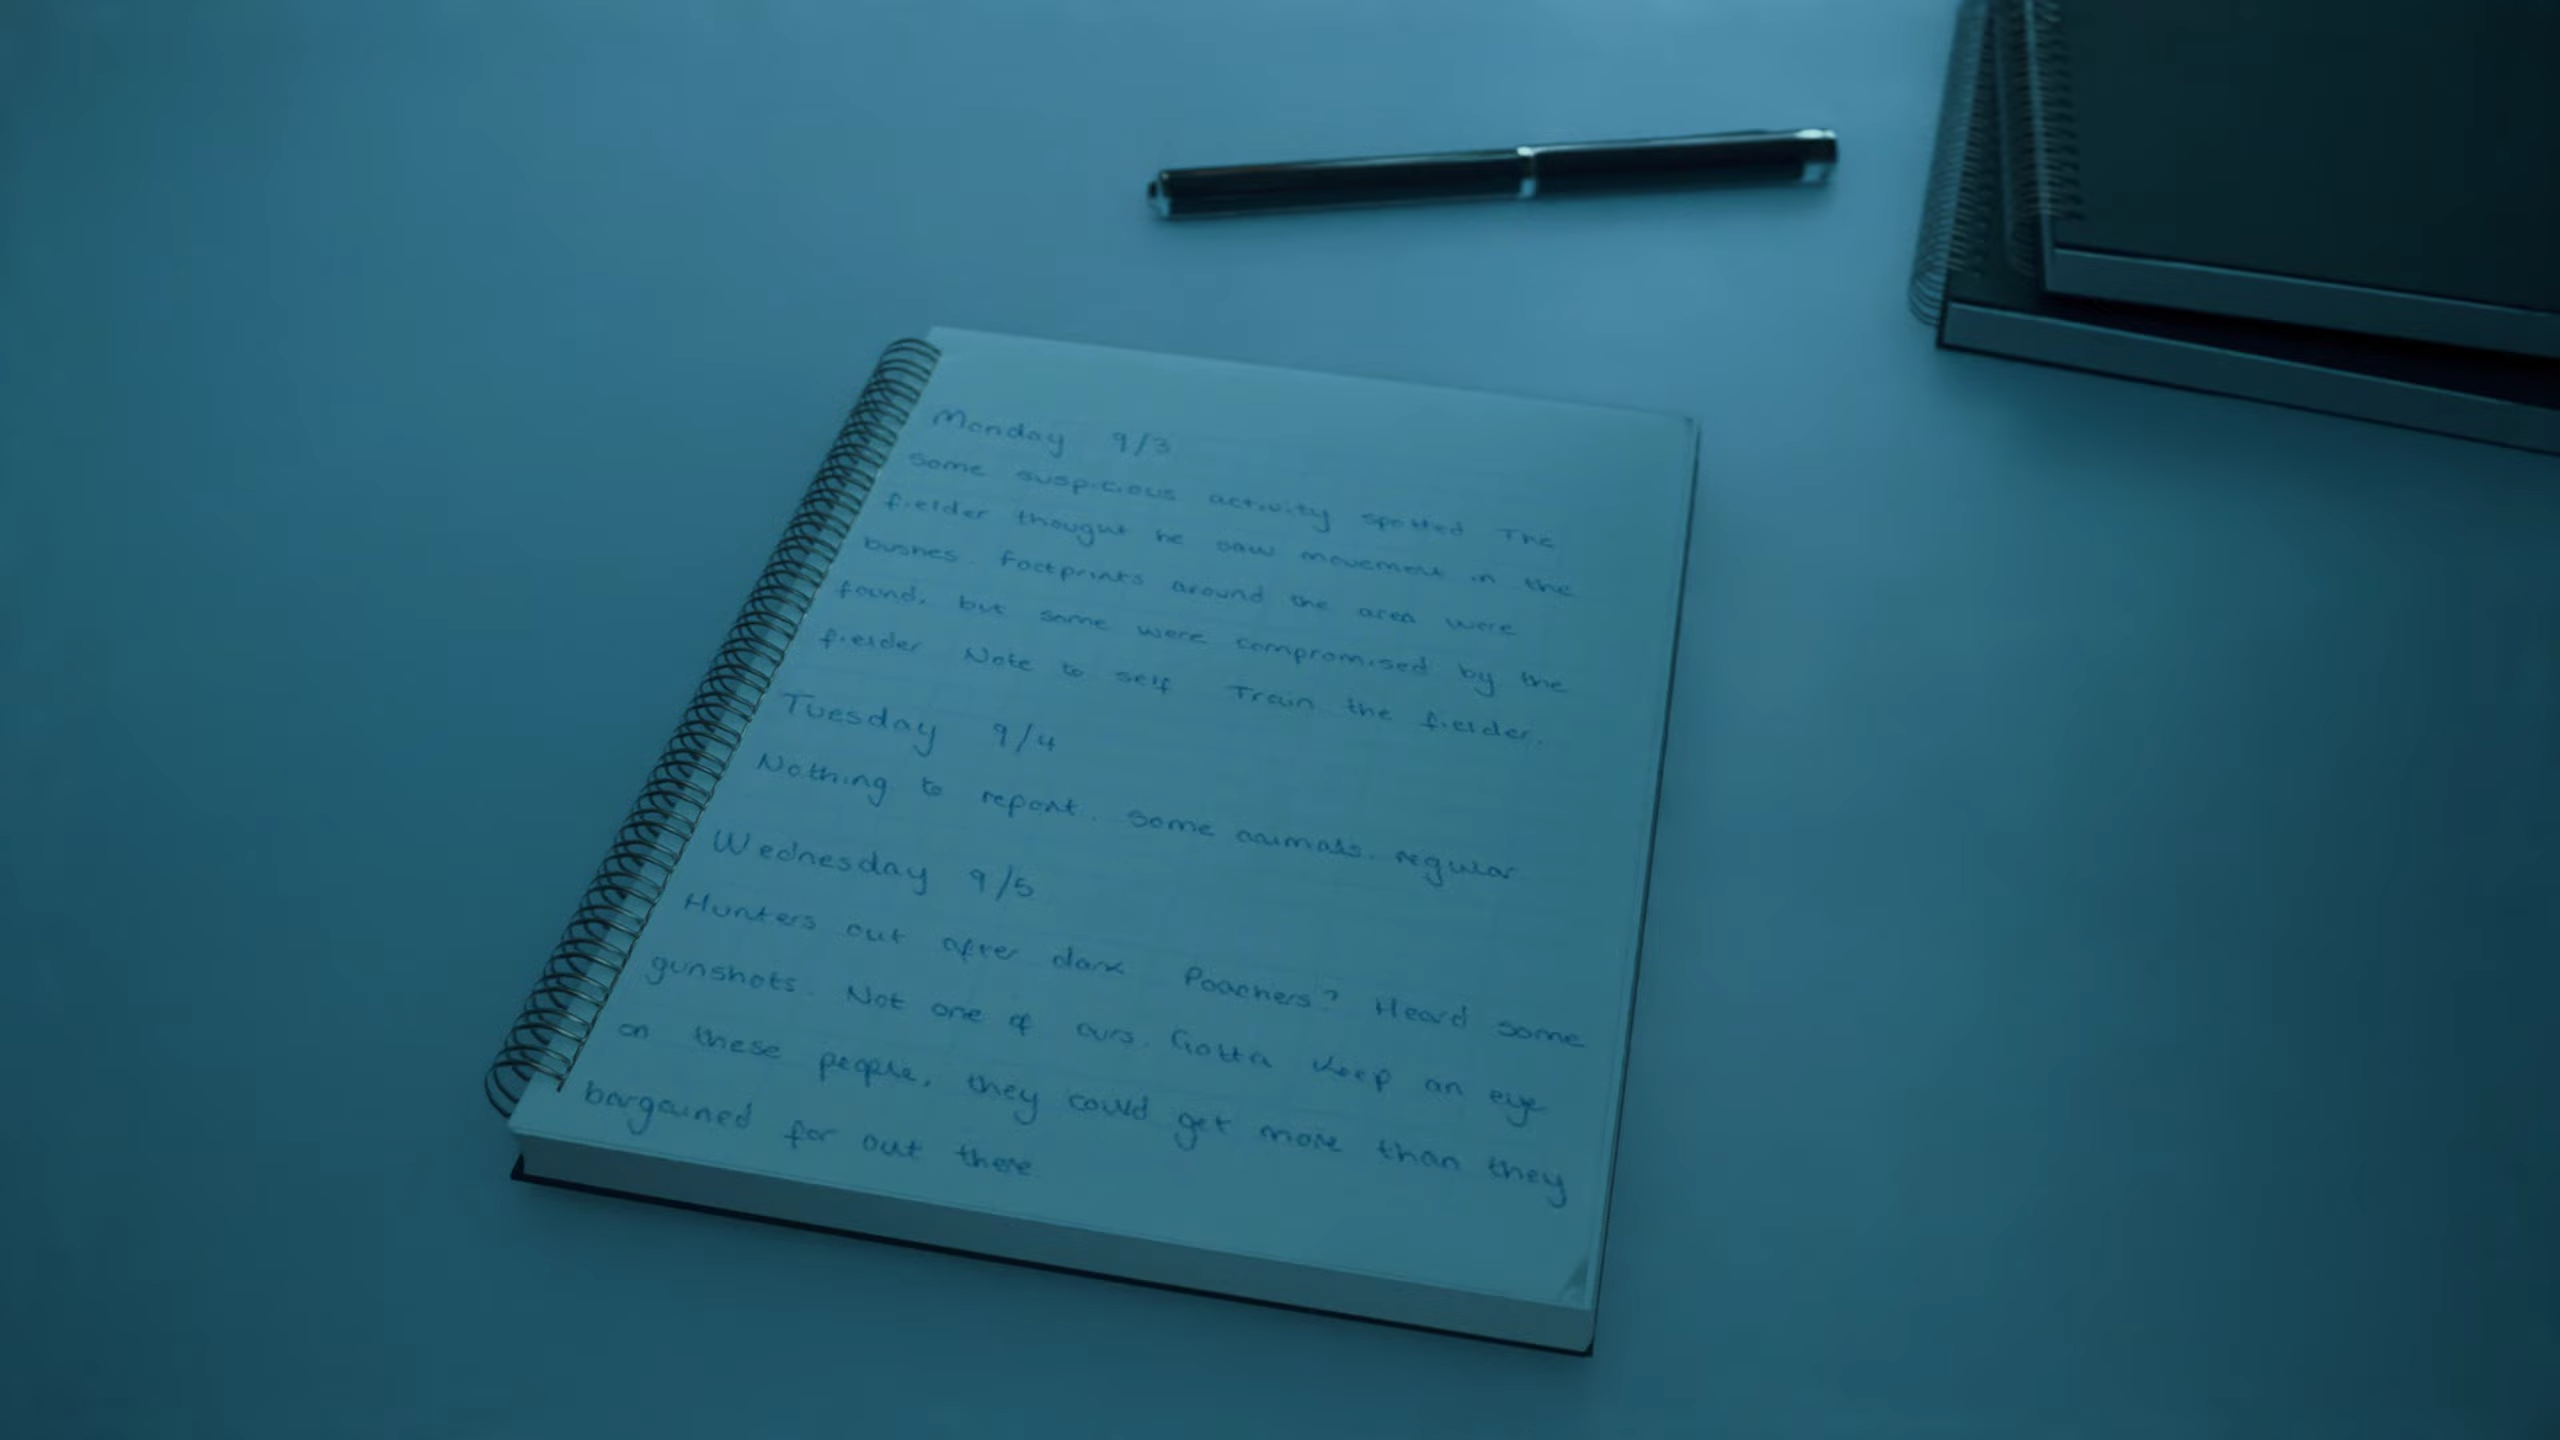 Monday 9/3
Some suspicious activity spotted The
fielder thought he saw movement in the
bushes. Footprints around the area were
found, but some were compromised by the
fielder Note to self Train the fielder.
Tuesday 9/4
Nothing to report. Some animals. regular
Wednesday 9/5
Hunters out after dark Poachers? Heard some
gunshots. Not one of ours. Gotta keep an eye
on these people, they could get more than they
bargained for out there